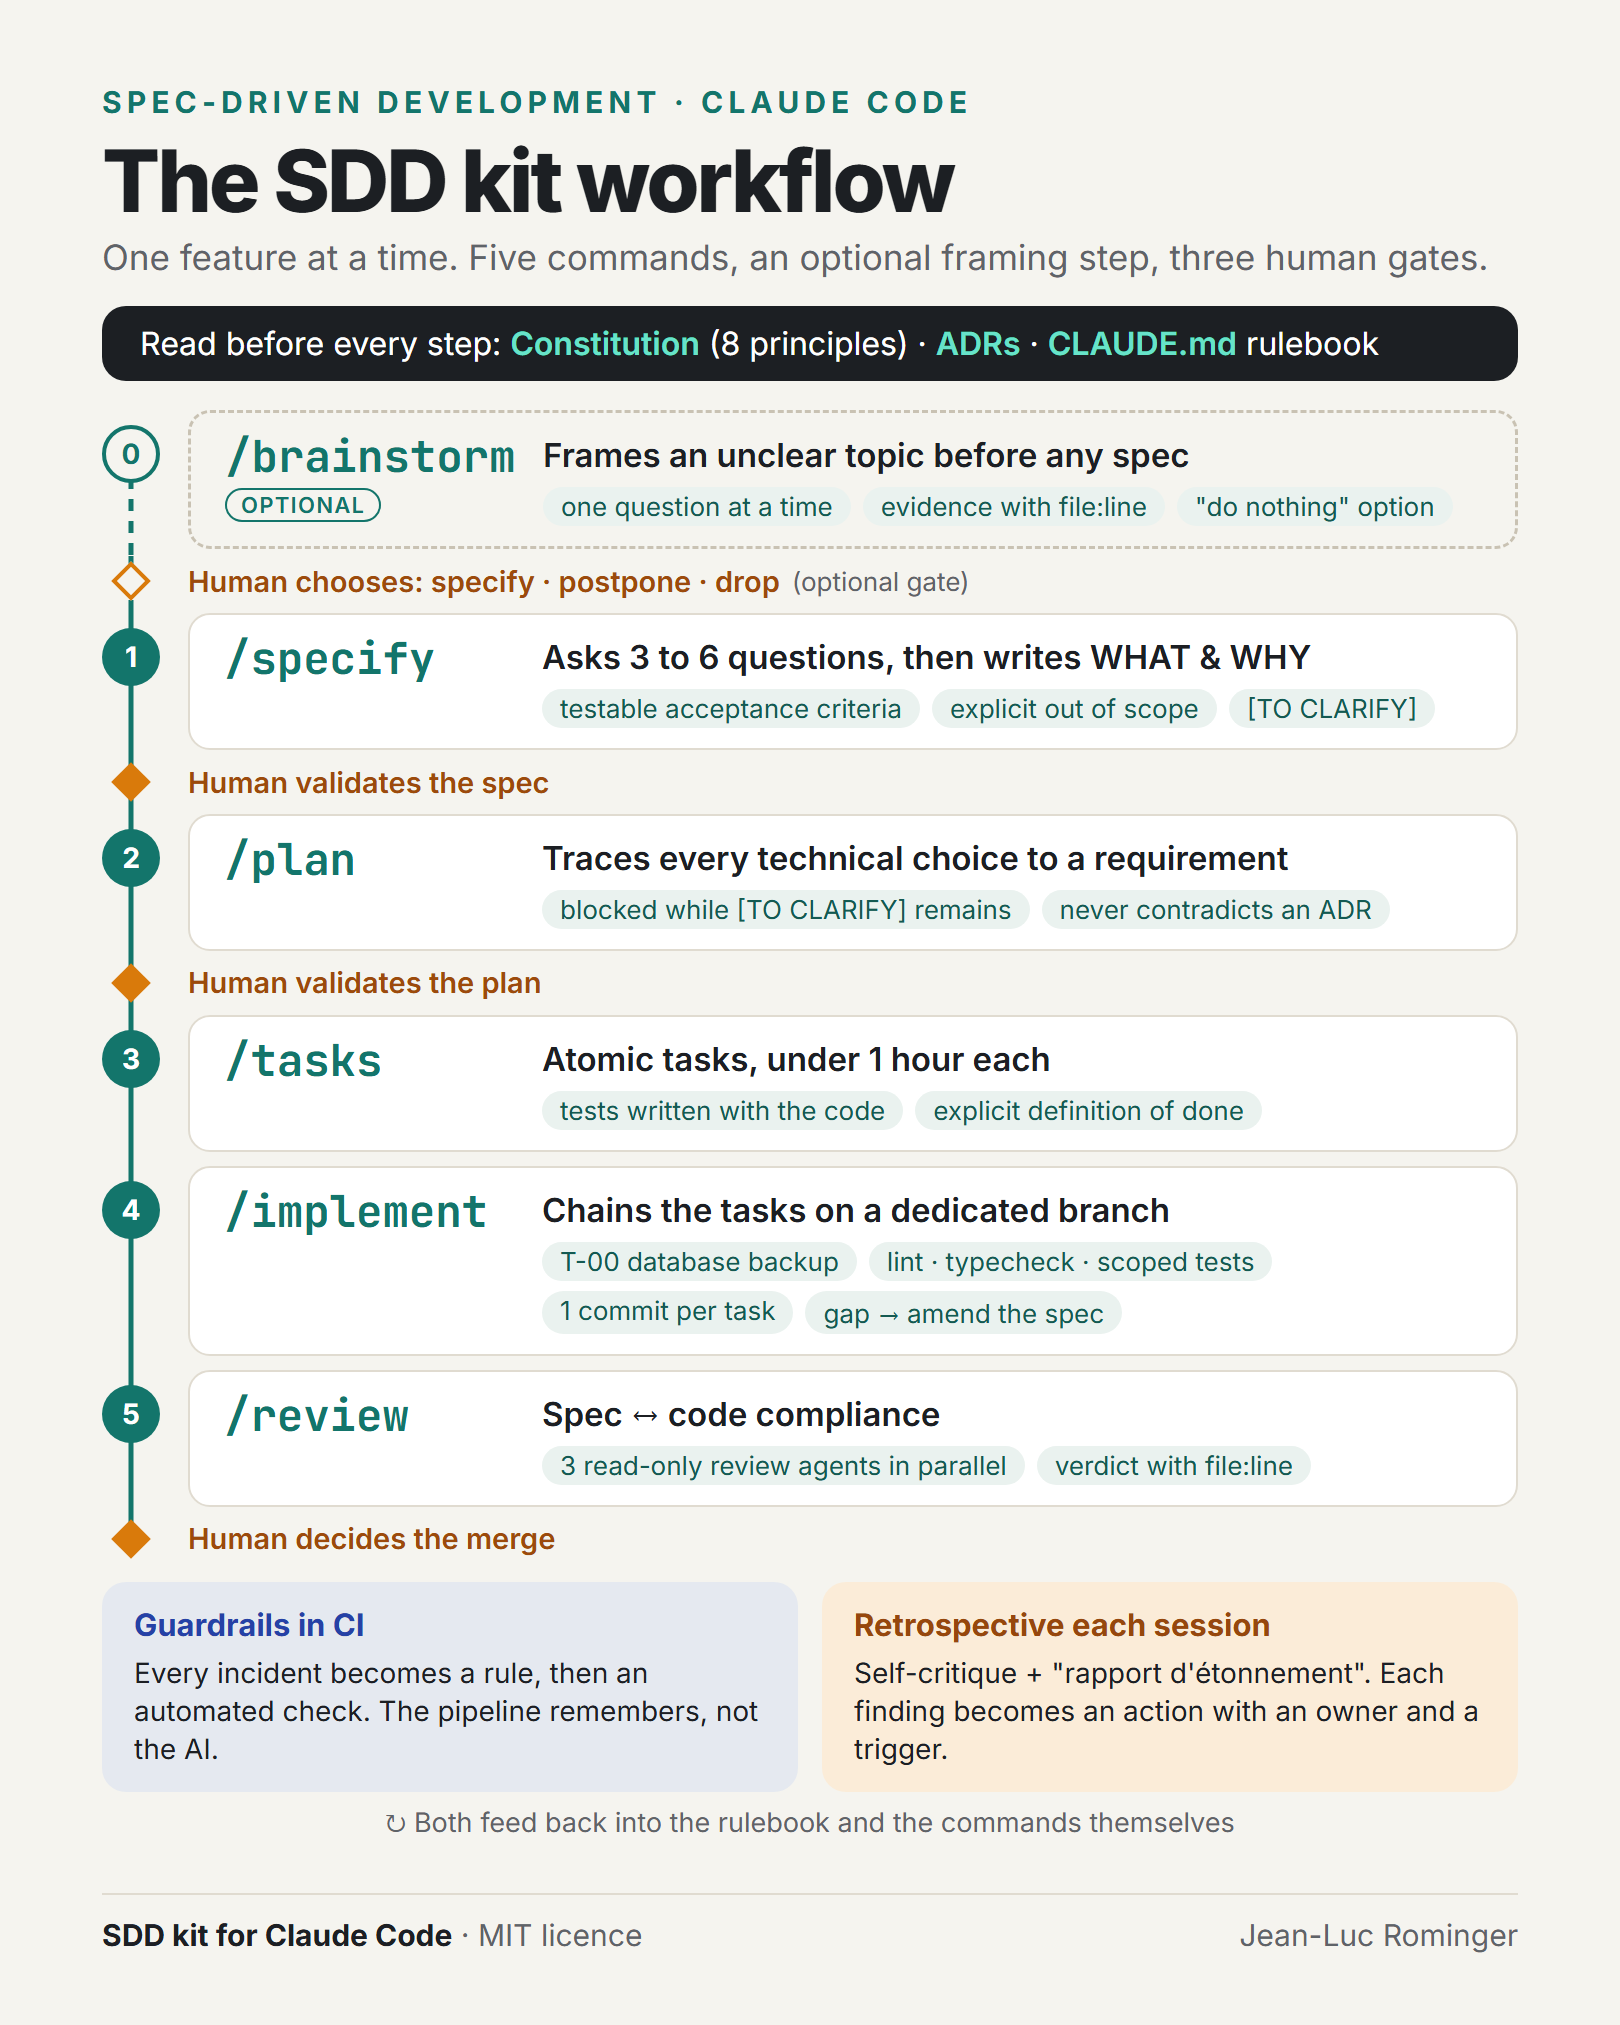 SPEC-DRIVEN DEVELOPMENT · CLAUDE CODE
The SDD kit workflow
One feature at a time. Five commands, an optional framing step, three human gates.
Read before every step: Constitution (8 principles) · ADRs · CLAUDE.md rulebook
0
/brainstorm
OPTIONAL
Frames an unclear topic before any spec
one question at a time evidence with file:line "do nothing" option
Human chooses: specify · postpone · drop (optional gate)
1
/specify
Asks 3 to 6 questions, then writes WHAT & WHY
testable acceptance criteria explicit out of scope [TO CLARIFY]
Human validates the spec
2
/plan
Traces every technical choice to a requirement
blocked while [TO CLARIFY] remains never contradicts an ADR
Human validates the plan
3
/tasks
Atomic tasks, under 1 hour each
tests written with the code explicit definition of done
4
/implement
Chains the tasks on a dedicated branch
T-00 database backup lint · typecheck · scoped tests
1 commit per task gap → amend the spec
5
/review
Spec ↔ code compliance
3 read-only review agents in parallel verdict with file:line
Human decides the merge
Guardrails in CI
Every incident becomes a rule, then an
automated check. The pipeline remembers, not
the AI.
Retrospective each session
Self-critique + "rapport d'étonnement". Each
finding becomes an action with an owner and a
trigger.
↻ Both feed back into the rulebook and the commands themselves
SDD kit for Claude Code · MIT licence
Jean-Luc Rominger